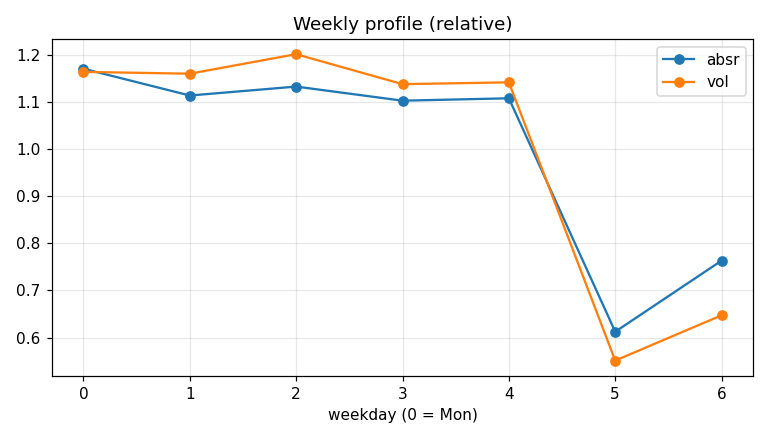 Weekly profile (relative)
absr
vol
1.2
1.1
1.0
0.9
0.8
0.7
0.6
0 1 2 3 4 5 6
weekday (0 = Mon)